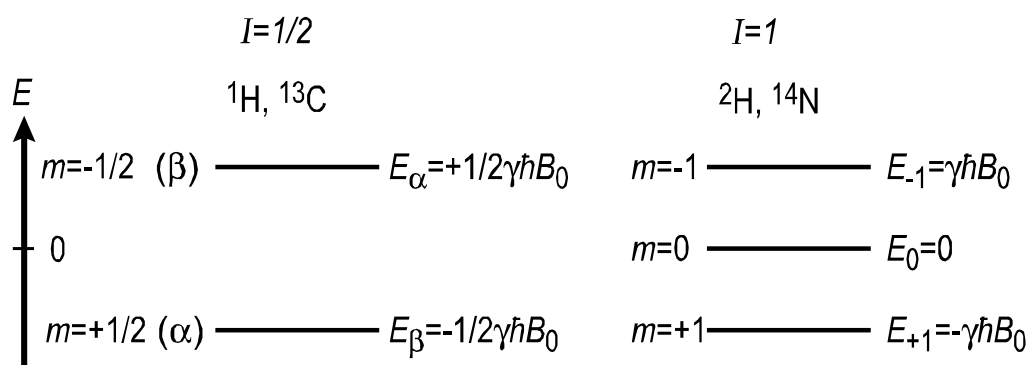 I=1/2 I=1
¹H, ¹³C ²H, ¹⁴N
E
m=-1/2 (β) Eα=+1/2γħB₀ m=-1 E₋₁=γħB₀
0 m=0 E₀=0
m=+1/2 (α) Eβ=-1/2γħB₀ m=+1 E₊₁=-γħB₀